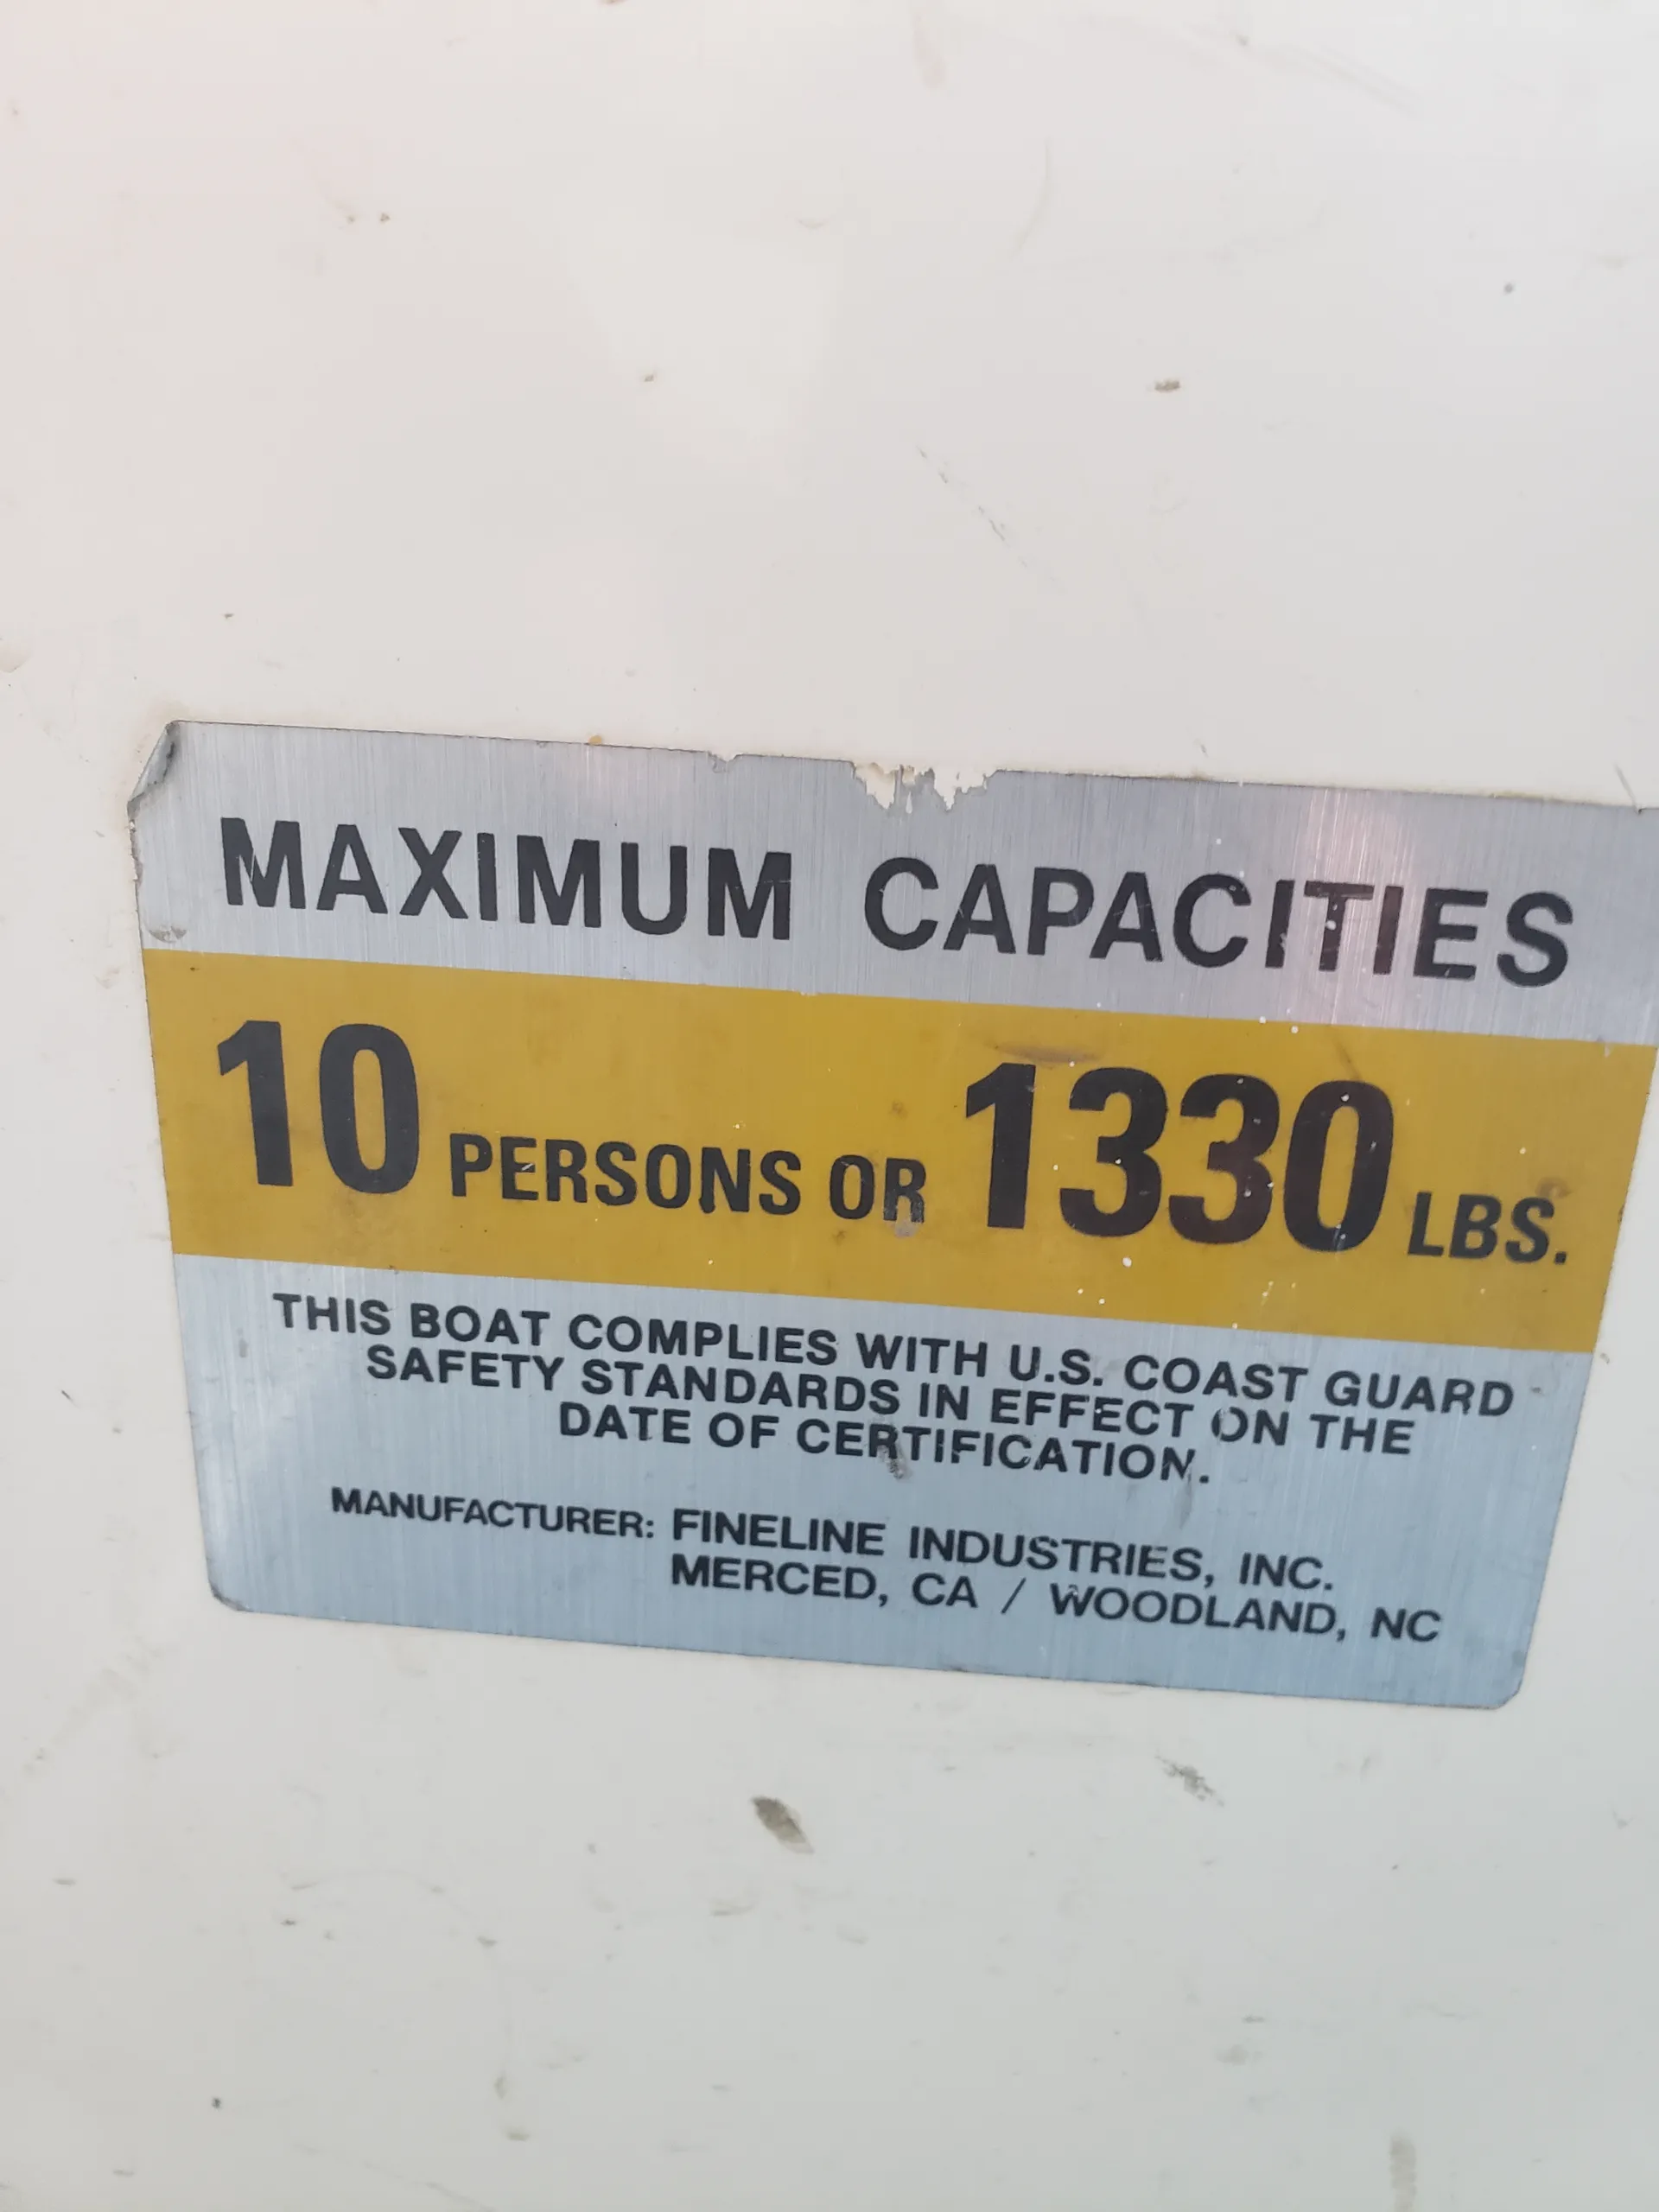 MAXIMUM CAPACITIES
10 PERSONS OR 1330 LBS.
THIS BOAT COMPLIES WITH U.S. COAST GUARD
SAFETY STANDARDS IN EFFECT ON THE
DATE OF CERTIFICATION.
MANUFACTURER: FINELINE INDUSTRIES, INC.
MERCED, CA / WOODLAND, NC